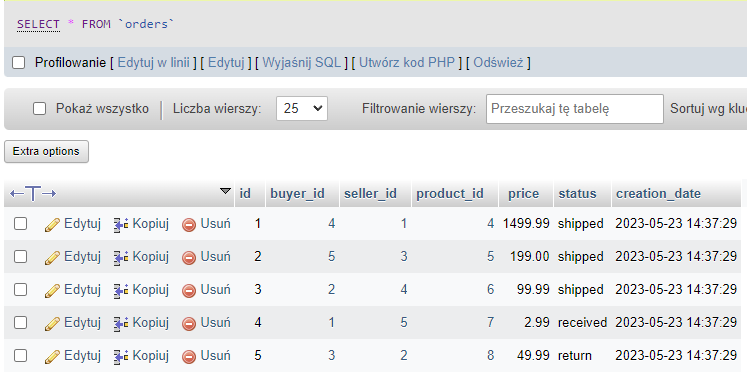 SELECT * FROM `orders`
Profilowanie [ Edytuj w linii ] [ Edytuj ] [ Wyjaśnij SQL ] [ Utwórz kod PHP ] [ Odśwież ]
Pokaż wszystko Liczba wierszy: 25 Filtrowanie wierszy: Przeszukaj tę tabelę Sortuj wg klu
Extra options
id buyer_id seller_id product_id price status creation_date
Edytuj Kopiuj Usuń 1 4 1 4 1499.99 shipped 2023-05-23 14:37:29
Edytuj Kopiuj Usuń 2 5 3 5 199.00 shipped 2023-05-23 14:37:29
Edytuj Kopiuj Usuń 3 2 4 6 99.99 shipped 2023-05-23 14:37:29
Edytuj Kopiuj Usuń 4 1 5 7 2.99 received 2023-05-23 14:37:29
Edytuj Kopiuj Usuń 5 3 2 8 49.99 return 2023-05-23 14:37:29